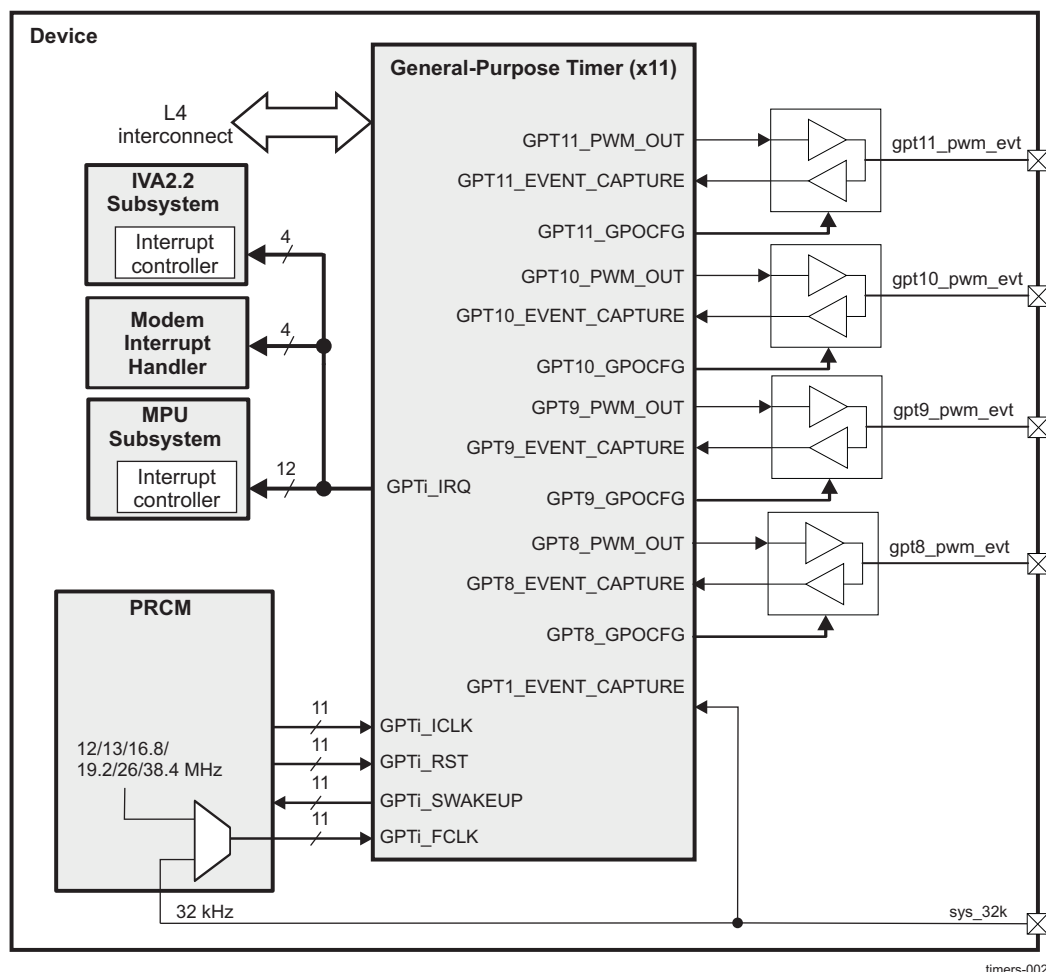 Device
General-Purpose Timer (x11)
L4
interconnect
IVA2.2
Subsystem
Interrupt
controller
4
Modem
Interrupt
Handler
4
MPU
Subsystem
Interrupt
controller
12
GPTi_IRQ
GPT11_PWM_OUT
GPT11_EVENT_CAPTURE
GPT11_GPOCFG
gpt11_pwm_evt
GPT10_PWM_OUT
GPT10_EVENT_CAPTURE
GPT10_GPOCFG
gpt10_pwm_evt
GPT9_PWM_OUT
GPT9_EVENT_CAPTURE
GPT9_GPOCFG
gpt9_pwm_evt
GPT8_PWM_OUT
GPT8_EVENT_CAPTURE
GPT8_GPOCFG
gpt8_pwm_evt
GPT1_EVENT_CAPTURE
PRCM
12/13/16.8/
19.2/26/38.4 MHz
11
GPTi_ICLK
11
GPTi_RST
11
GPTi_SWAKEUP
11
GPTi_FCLK
32 kHz
sys_32k
timers-002